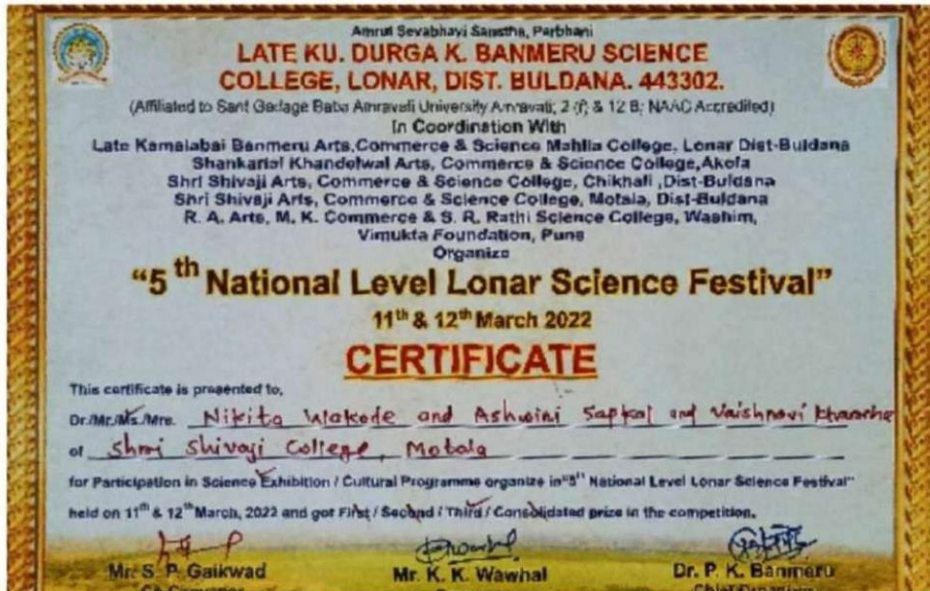 Amrut Sevabhavi Sanstha, Parbhani
LATE KU. DURGA K. BANMERU SCIENCE
COLLEGE, LONAR, DIST. BULDANA. 443302.
(Affiliated to Sant Gadage Baba Amravati University Amravati; 2 (f) & 12 B; NAAC Accredited)
In Coordination With
Late Kamalabai Banmeru Arts,Commerce & Science Mahila College, Lonar Dist-Buldana
Shankarlal Khandelwal Arts, Commerce & Science College,Akola
Shri Shivaji Arts, Commerce & Science College, Chikhali ,Dist-Buldana
Shri Shivaji Arts, Commerce & Science College, Motala, Dist-Buldana
R. A. Arts, M. K. Commerce & S. R. Rathi Science College, Washim,
Vimukta Foundation, Pune
Organize
"5 th National Level Lonar Science Festival"
11th & 12th March 2022
CERTIFICATE
This certificate is presented to,
Dr./Mr./Ms./Mrs. Nikita Wakode and Ashwini Sapkal and Vaishnavi
of Shri Shivaji College, Motala
for Participation in Science Exhibition / Cultural Programme organize in"5th National Level Lonar Science Festival"
held on 11th & 12th March, 2022 and got First / Second / Third / Consolidated prize in the competition.
Mr. S. P. Gaikwad
Mr. K. K. Wawhal
Dr. P. K. Banmeru